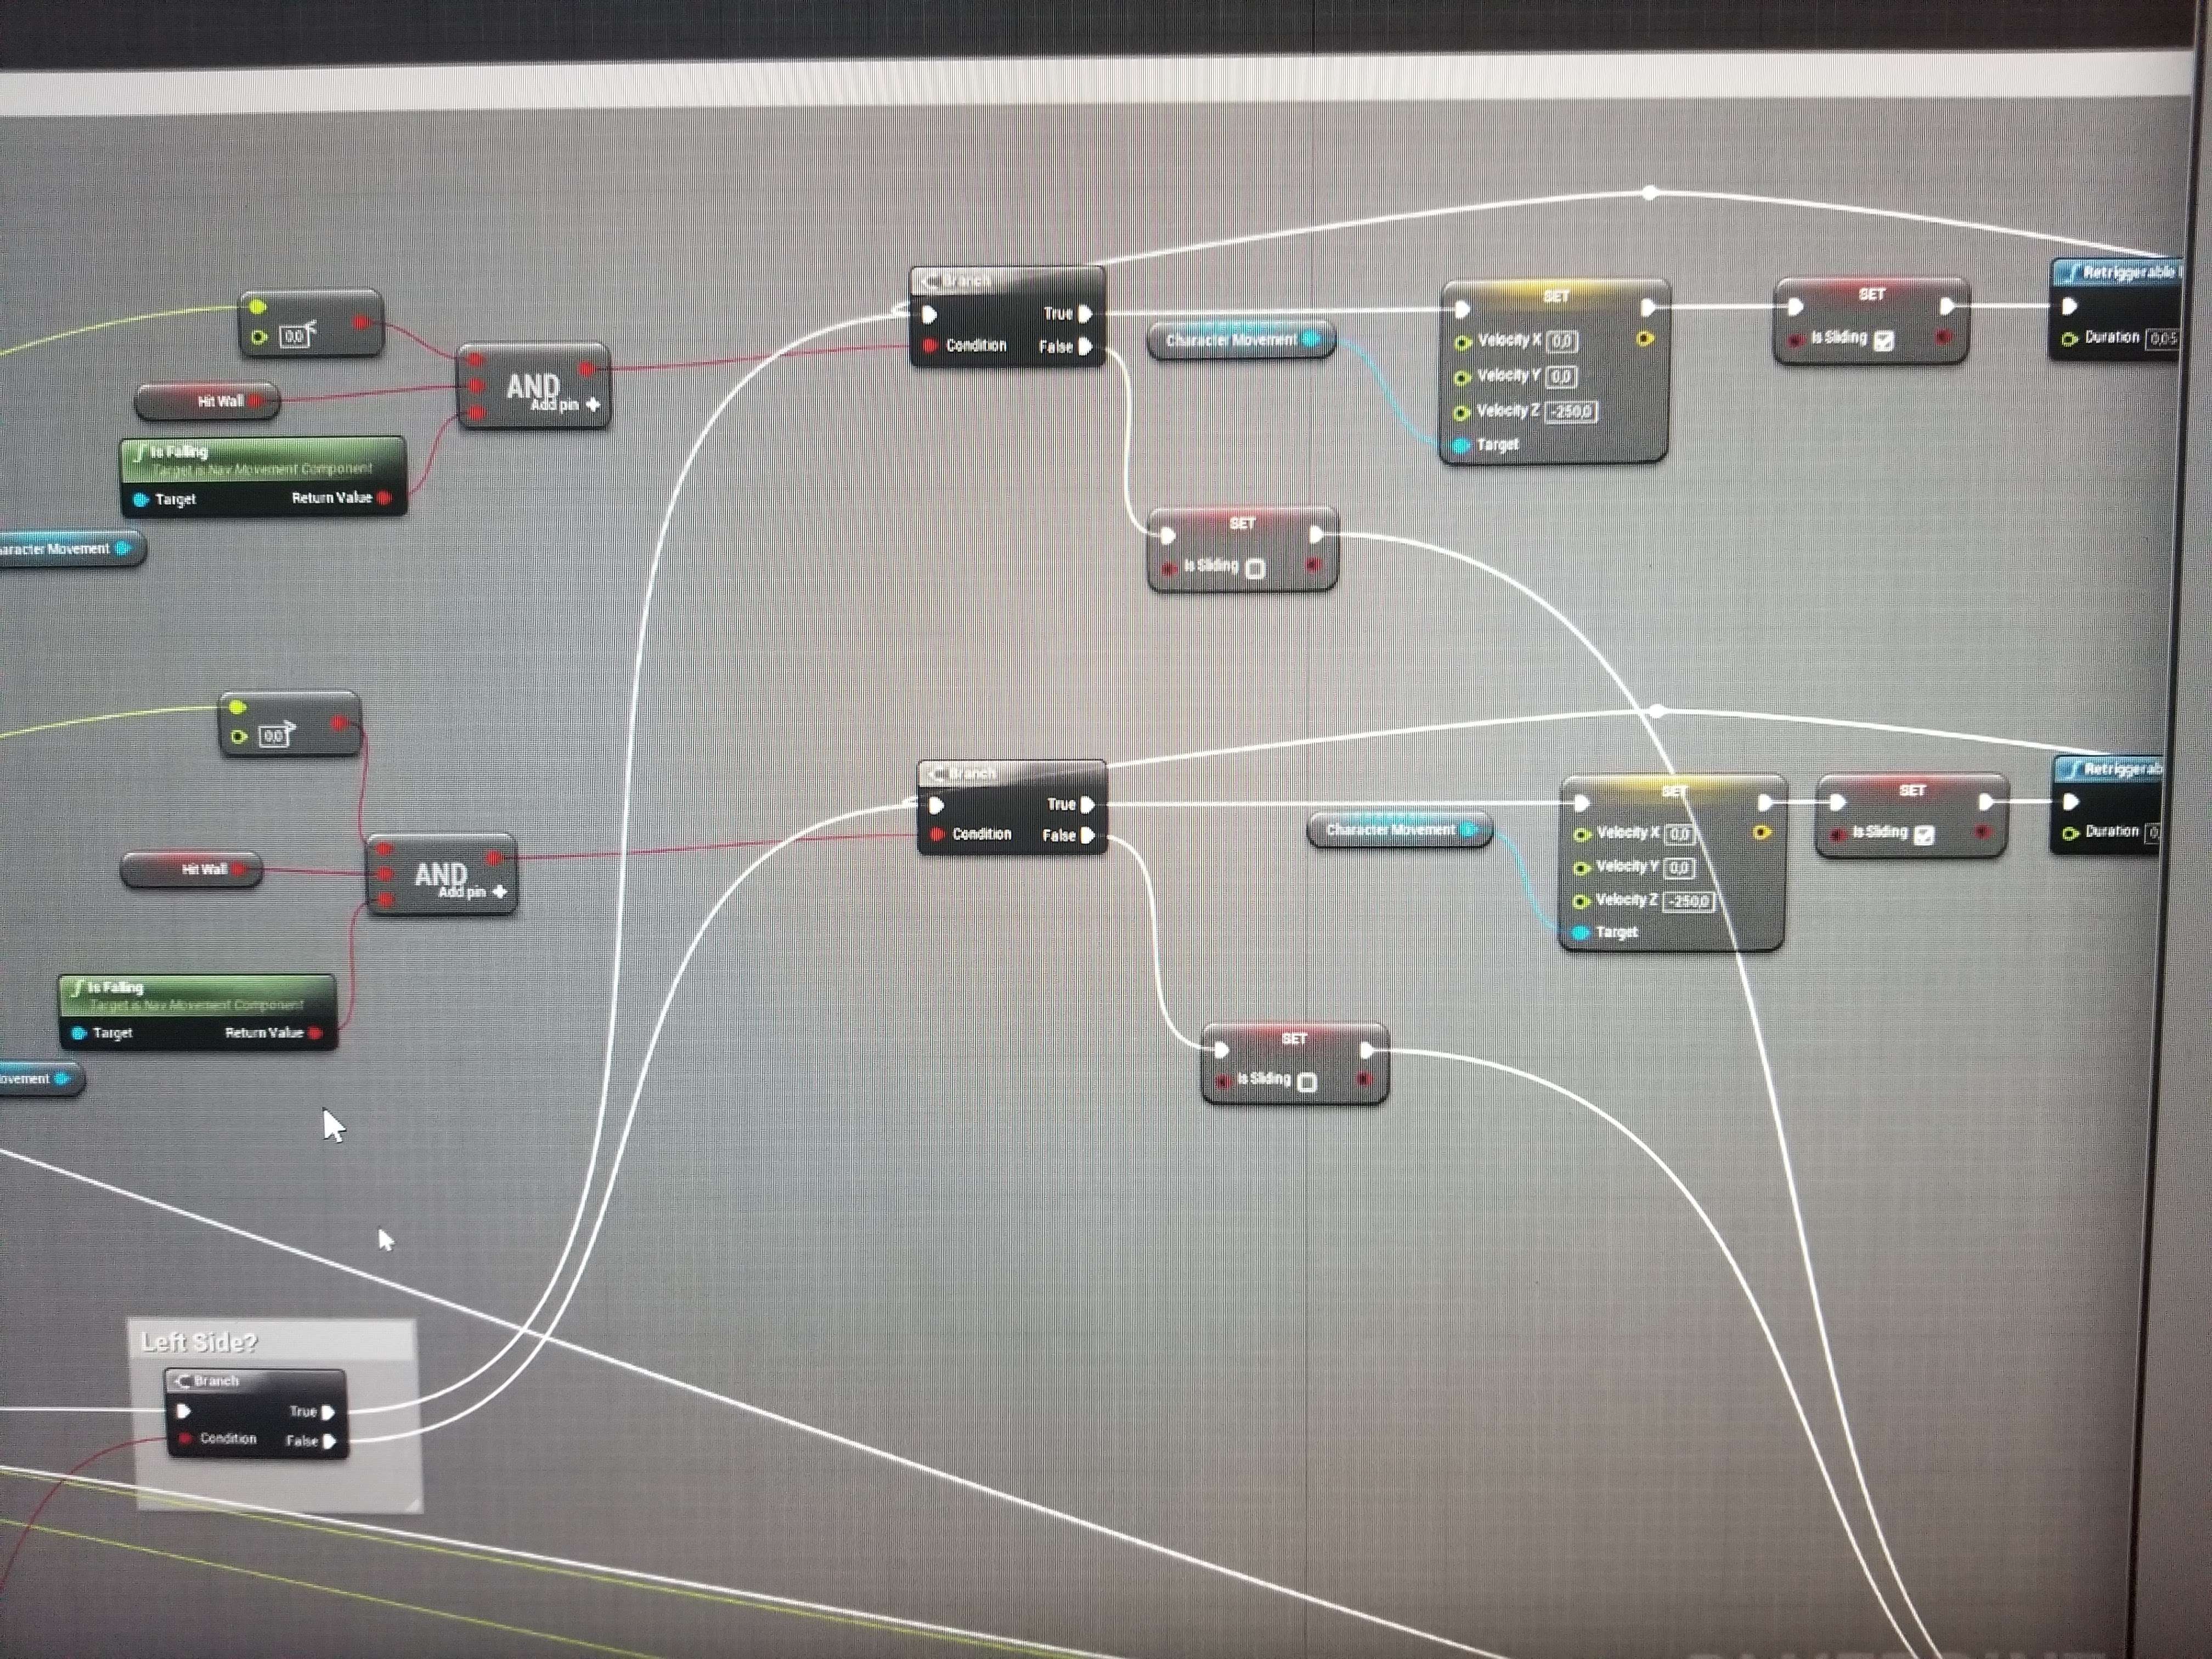 Branch
True
Condition
False
0,0
<
Hit Wall
AND
Add pin
Is Falling
Target is Nav Movement Component
Target
Return Value
aracter Movement
Character Movement
SET
Velocity X 0,0
Velocity Y 0,0
Velocity Z -250,0
Target
SET
Is Sliding
Retriggerable
Duration 0,05
SET
Is Sliding
0,0
>
Hit Wall
AND
Add pin
Is Falling
Target is Nav Movement Component
Target
Return Value
ovement
Branch
True
Condition
False
Character Movement
SET
Velocity X 0,0
Velocity Y 0,0
Velocity Z -250,0
Target
SET
Is Sliding
Retriggerab
Duration 0,
SET
Is Sliding
Left Side?
Branch
True
Condition
False